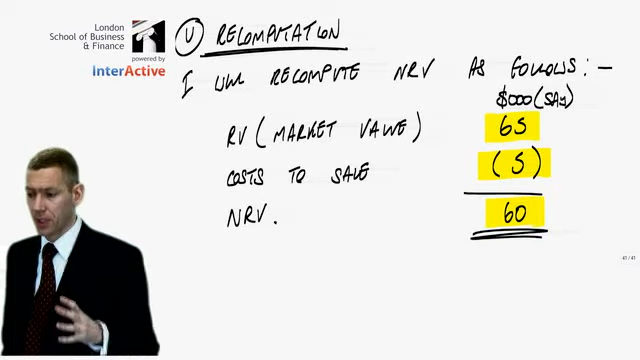 London
School of Business
& Finance
powered by
InterActive
V RECOMPUTATION
I WILL RECOMPUTE NRV AS FOLLOWS:-
$000 (SAY)
RV (MARKET VALUE) 65
COSTS TO SALE (5)
NRV. 60
41 / 41